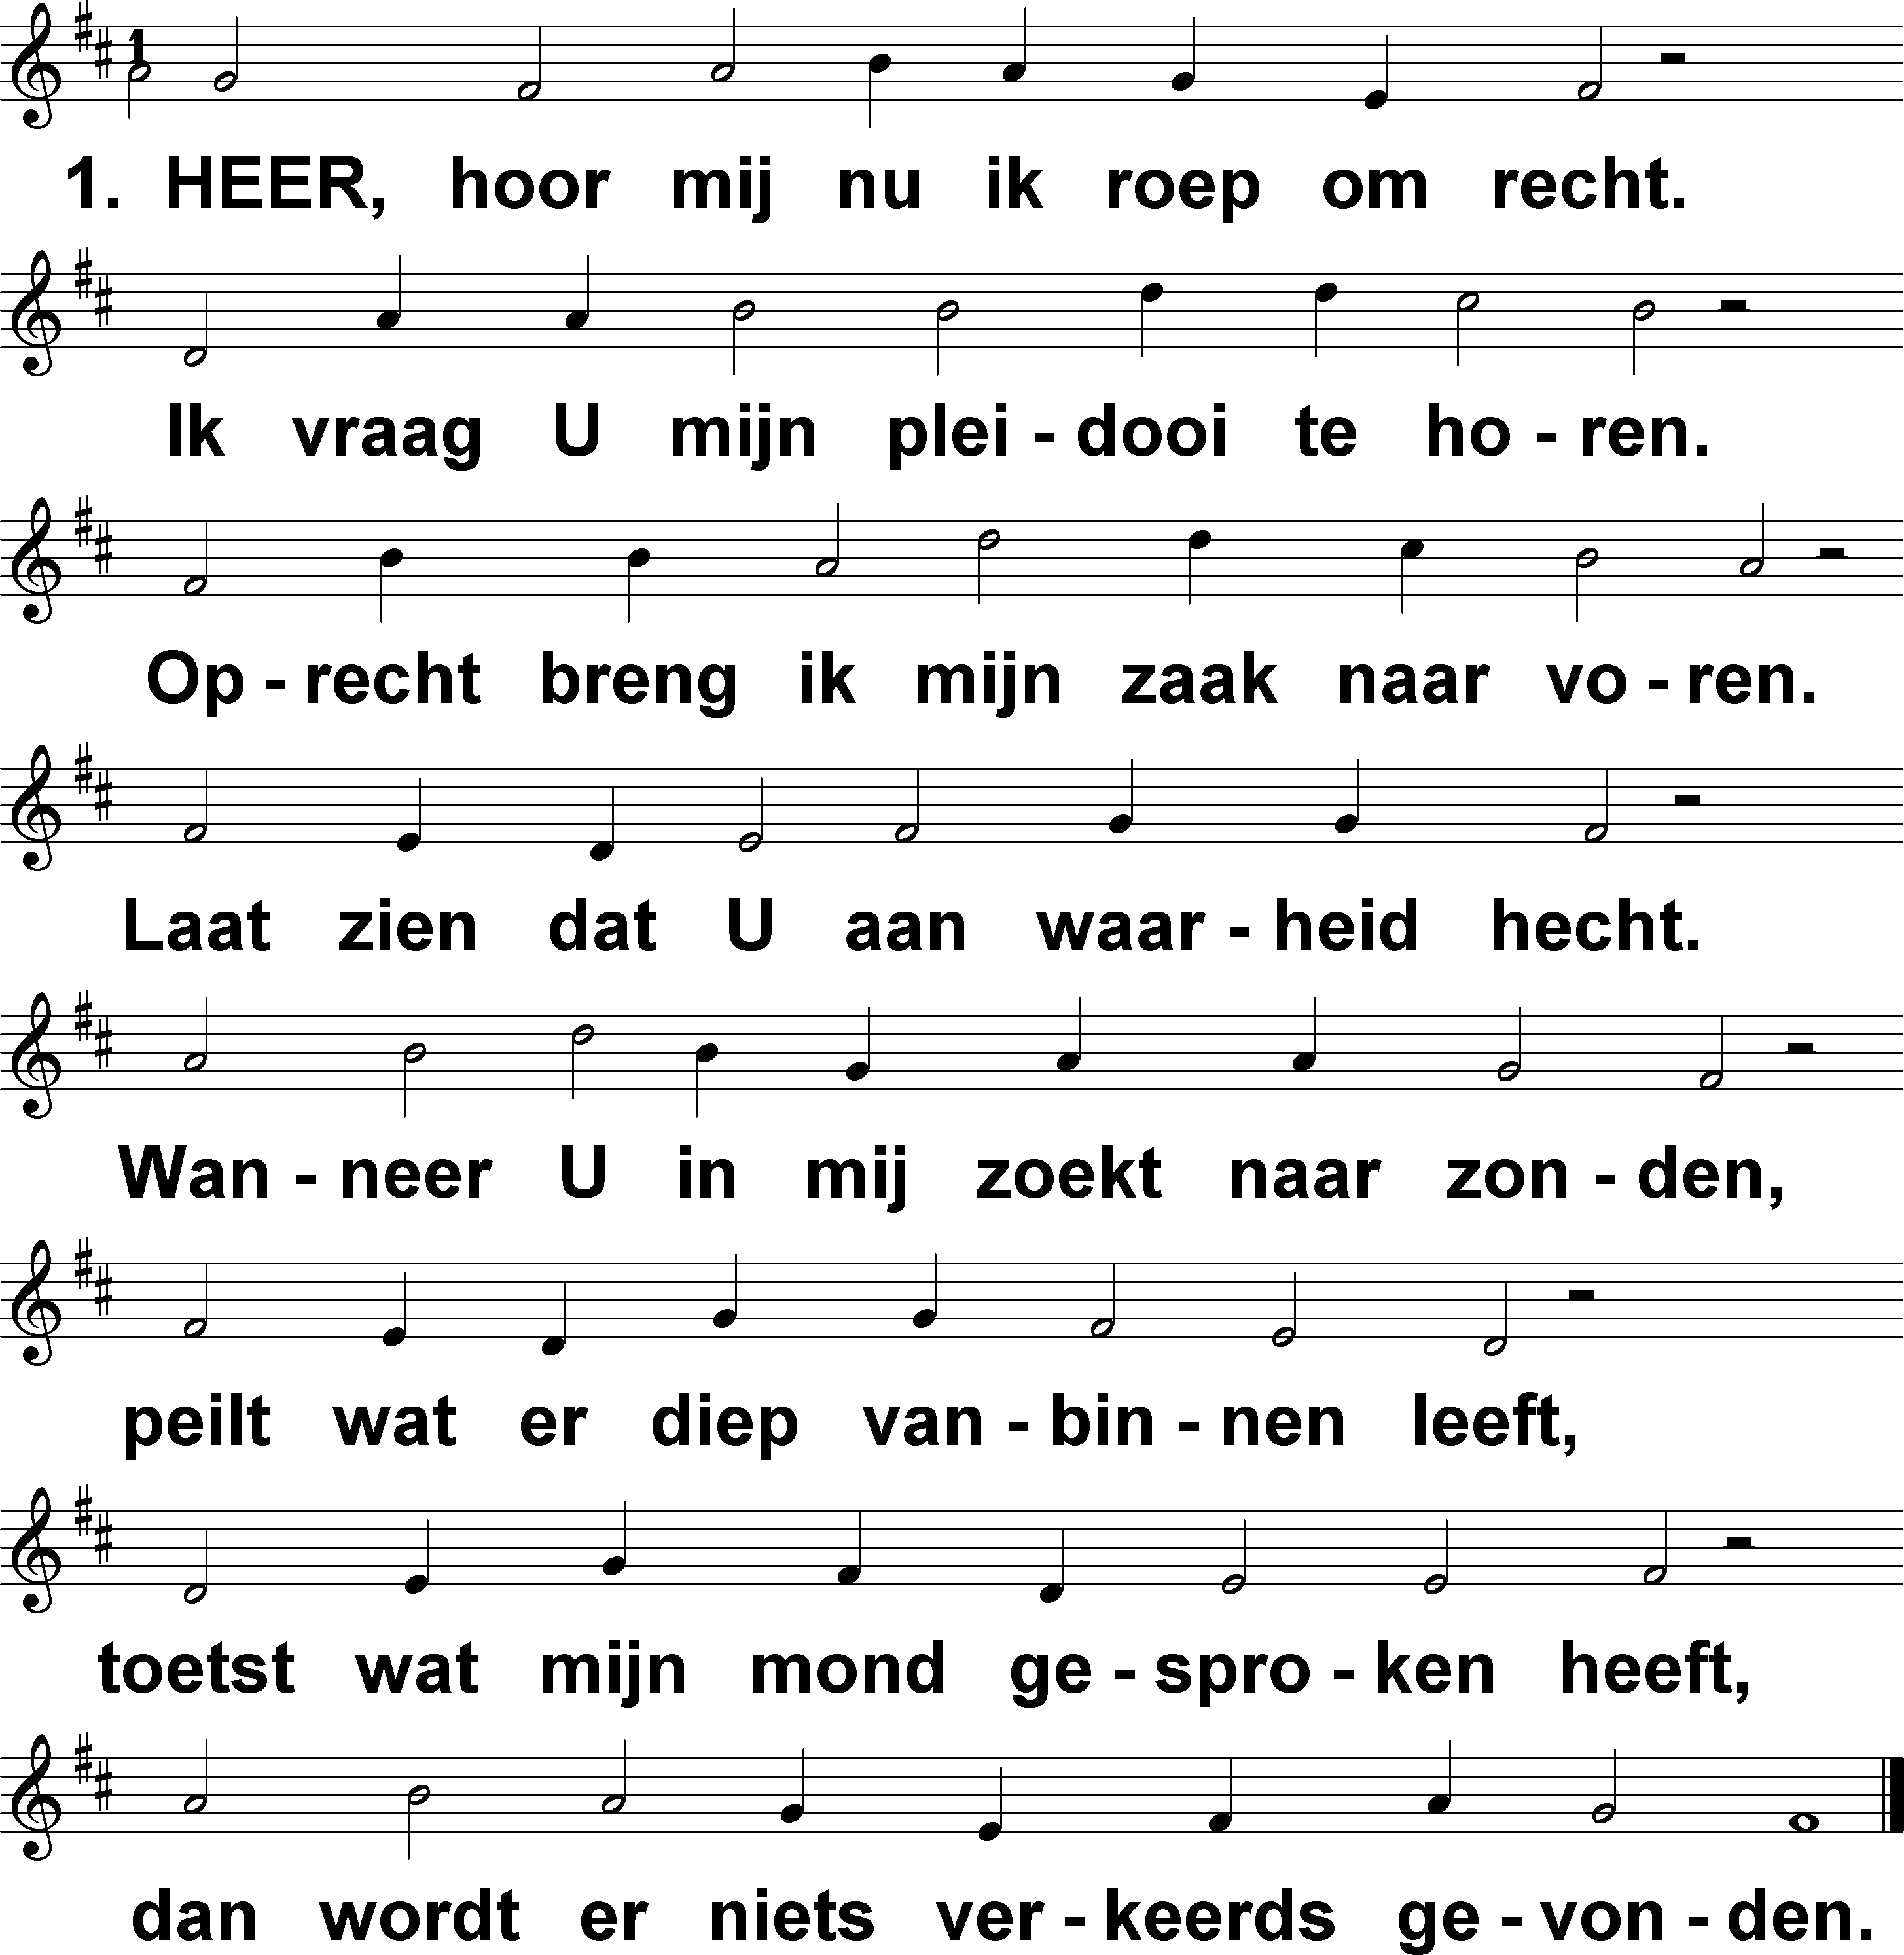 1
1. HEER, hoor mij nu ik roep om recht.
Ik vraag U mijn plei - dooi te ho - ren.
Op - recht breng ik mijn zaak naar vo - ren.
Laat zien dat U aan waar - heid hecht.
Wan - neer U in mij zoekt naar zon - den,
peilt wat er diep van - bin - nen leeft,
toetst wat mijn mond ge - spro - ken heeft,
dan wordt er niets ver - keerds ge - von - den.